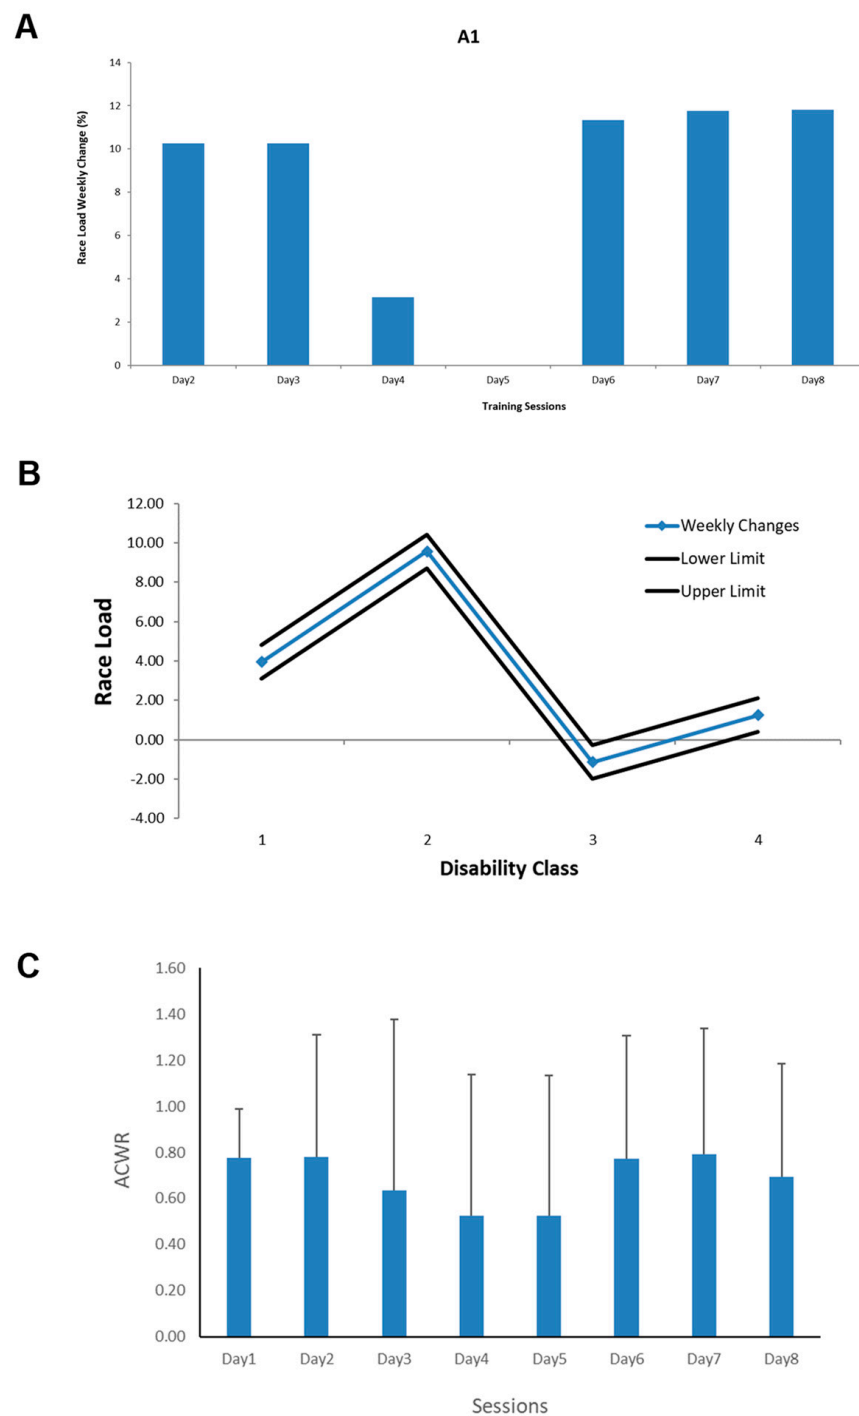 A
A1
14
12
10
8
6
4
2
0
Race Load Weekly Change (%)
Day2 Day3 Day4 Day5 Day6 Day7 Day8
Training Sessions
B
12.00
10.00
8.00
6.00
4.00
2.00
0.00
-2.00
-4.00
Race Load
Weekly Changes
Lower Limit
Upper Limit
1 2 3 4
Disability Class
C
1.60
1.40
1.20
1.00
0.80
0.60
0.40
0.20
0.00
ACWR
Day1 Day2 Day3 Day4 Day5 Day6 Day7 Day8
Sessions